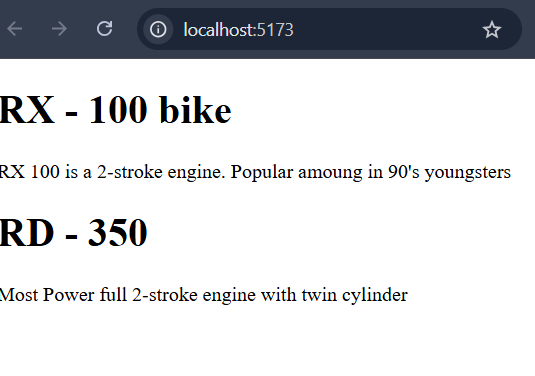 localhost:5173
RX - 100 bike
RX 100 is a 2-stroke engine. Popular amoung in 90's youngsters
RD - 350
Most Power full 2-stroke engine with twin cylinder